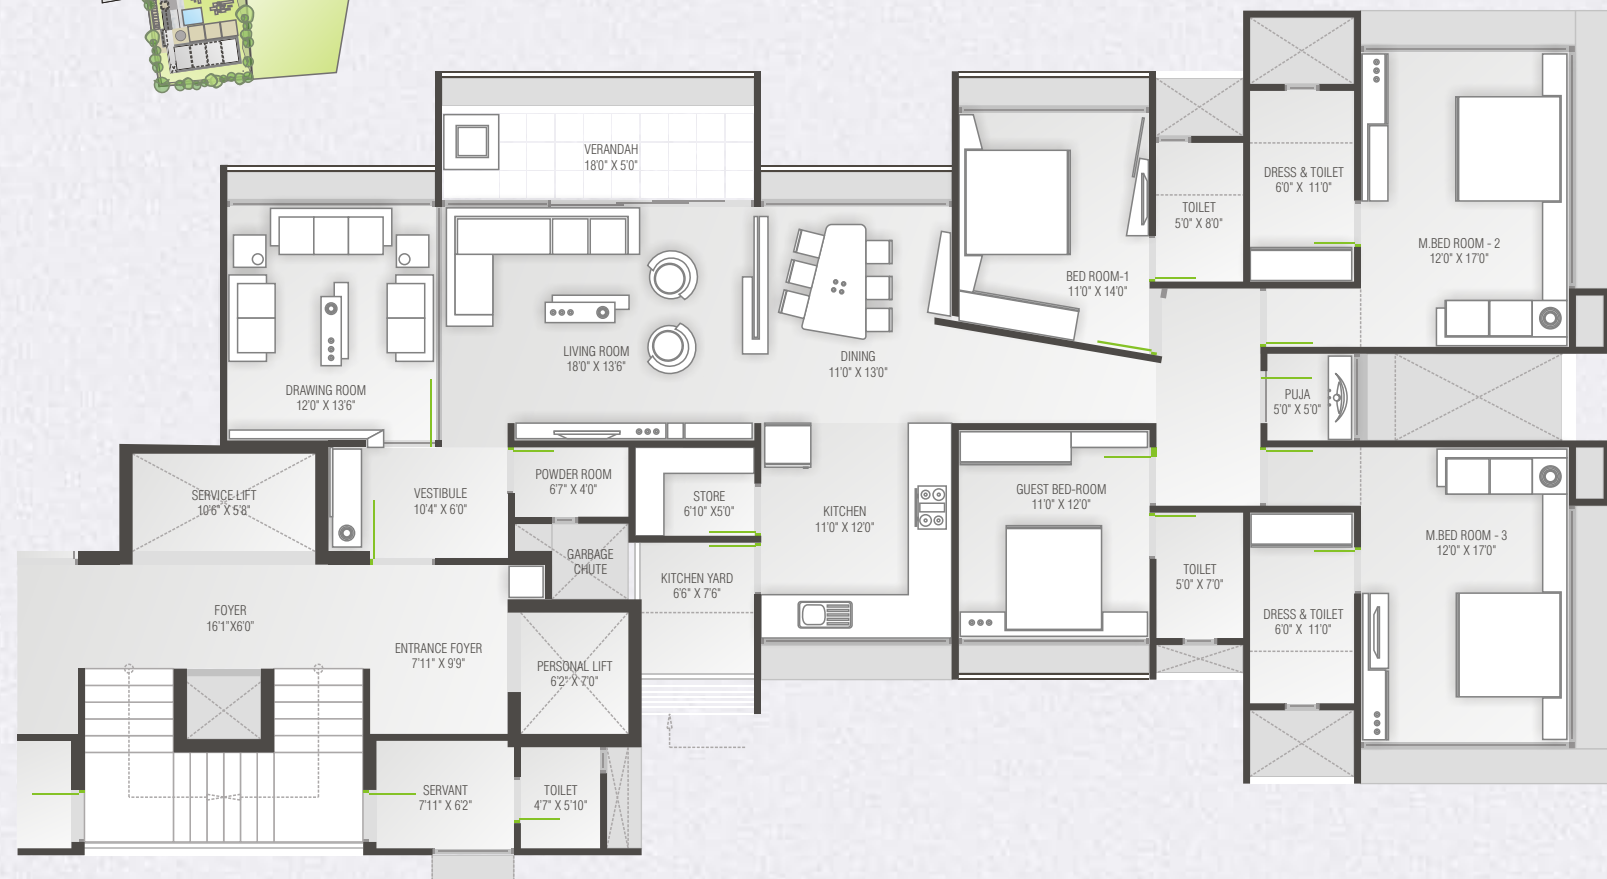 VERANDAH
18'0" X 5'0"
DRESS & TOILET
6'0" X 11'0"
TOILET
5'0" X 8'0"
M.BED ROOM - 2
12'0" X 17'0"
BED ROOM-1
11'0" X 14'0"
LIVING ROOM
18'0" X 13'6"
DINING
11'0" X 13'0"
DRAWING ROOM
12'0" X 13'6"
PUJA
5'0" X 5'0"
SERVICE LIFT
10'6" X 5'8"
VESTIBULE
10'4" X 6'0"
POWDER ROOM
6'7" X 4'0"
STORE
6'10" X5'0"
KITCHEN
11'0" X 12'0"
GUEST BED-ROOM
11'0" X 12'0"
M.BED ROOM - 3
12'0" X 17'0"
GARBAGE
CHUTE
KITCHEN YARD
6'6" X 7'6"
TOILET
5'0" X 7'0"
FOYER
16'1"X6'0"
DRESS & TOILET
6'0" X 11'0"
ENTRANCE FOYER
7'11" X 9'9"
PERSONAL LIFT
6'2" X 7'0"
SERVANT
7'11" X 6'2"
TOILET
4'7" X 5'10"